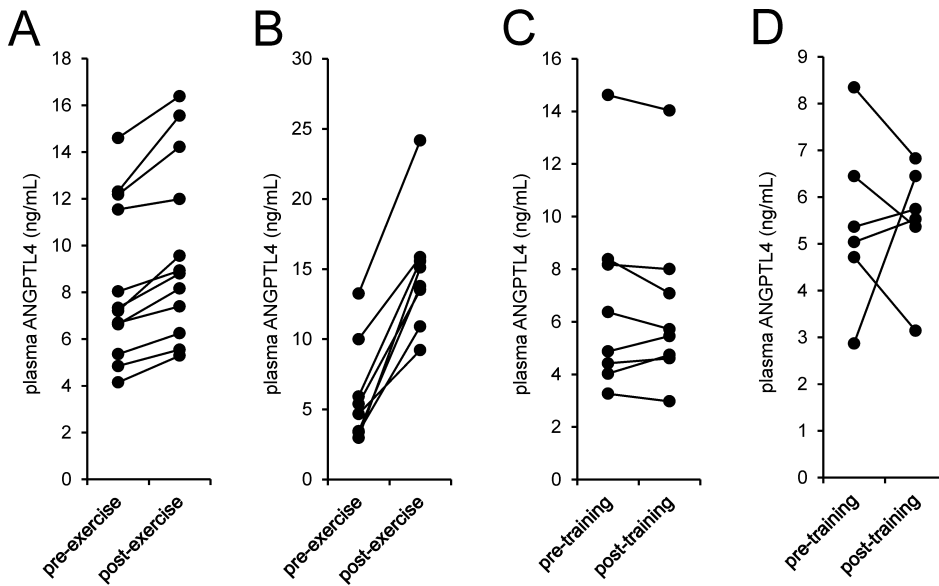 A
plasma ANGPTL4 (ng/mL)
18
16
14
12
10
8
6
4
2
0
pre-exercise
post-exercise
B
plasma ANGPTL4 (ng/mL)
30
25
20
15
10
5
0
pre-exercise
post-exercise
C
plasma ANGPTL4 (ng/mL)
16
14
12
10
8
6
4
2
0
pre-training
post-training
D
plasma ANGPTL4 (ng/mL)
9
8
7
6
5
4
3
2
1
0
pre-training
post-training